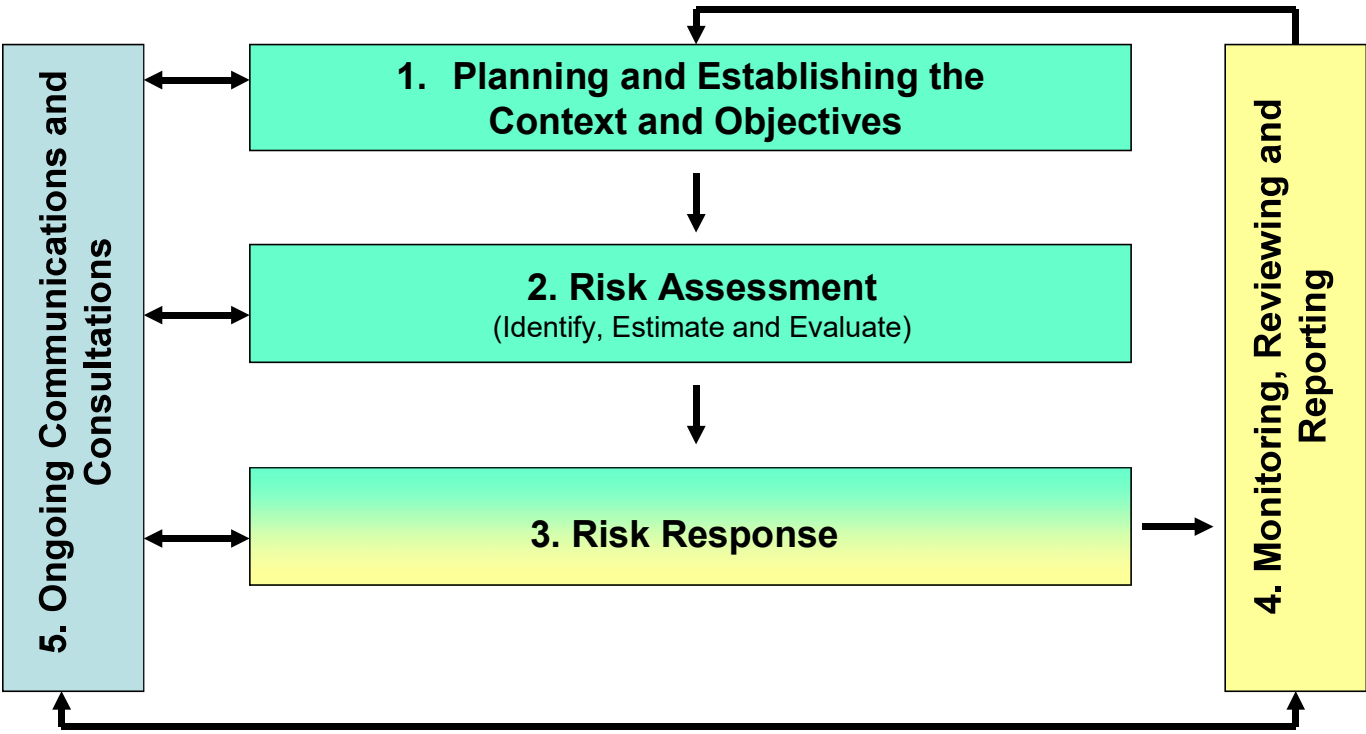 1. Planning and Establishing the
Context and Objectives
2. Risk Assessment
(Identify, Estimate and Evaluate)
3. Risk Response
4. Monitoring, Reviewing and
Reporting
5. Ongoing Communications and
Consultations